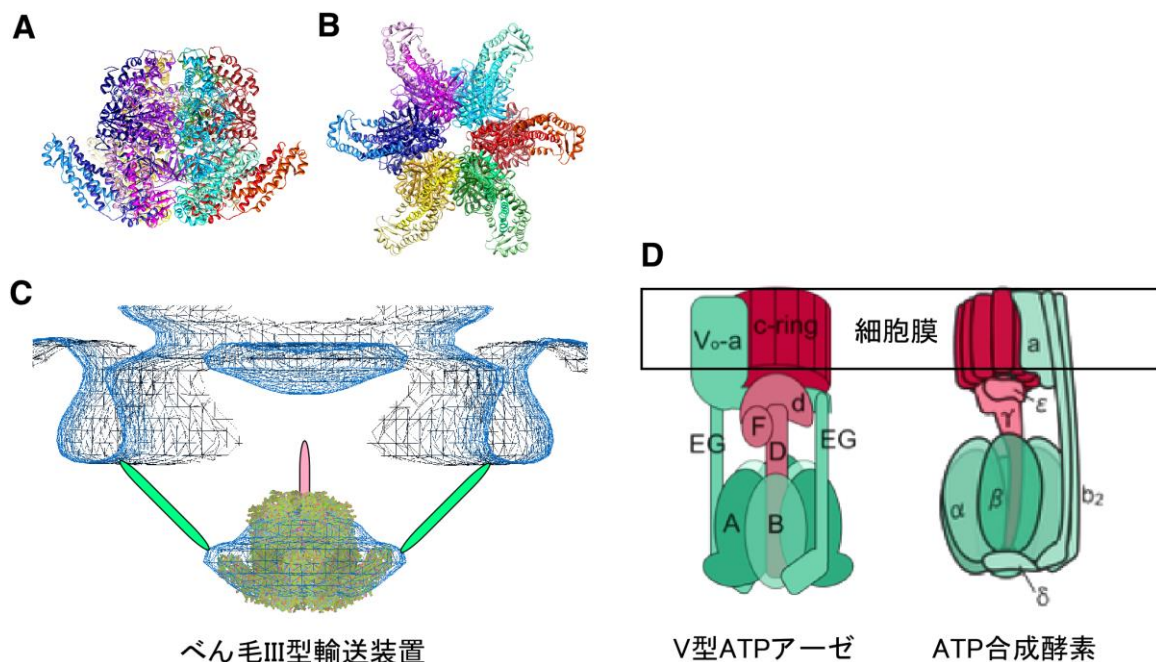 A
B
C
D
V₀-a
c-ring
細胞膜
a
d
ε
F
γ
EG
D
EG
A
B
α
β
b₂
δ
べん毛III型輸送装置
V型ATPアーゼ
ATP合成酵素